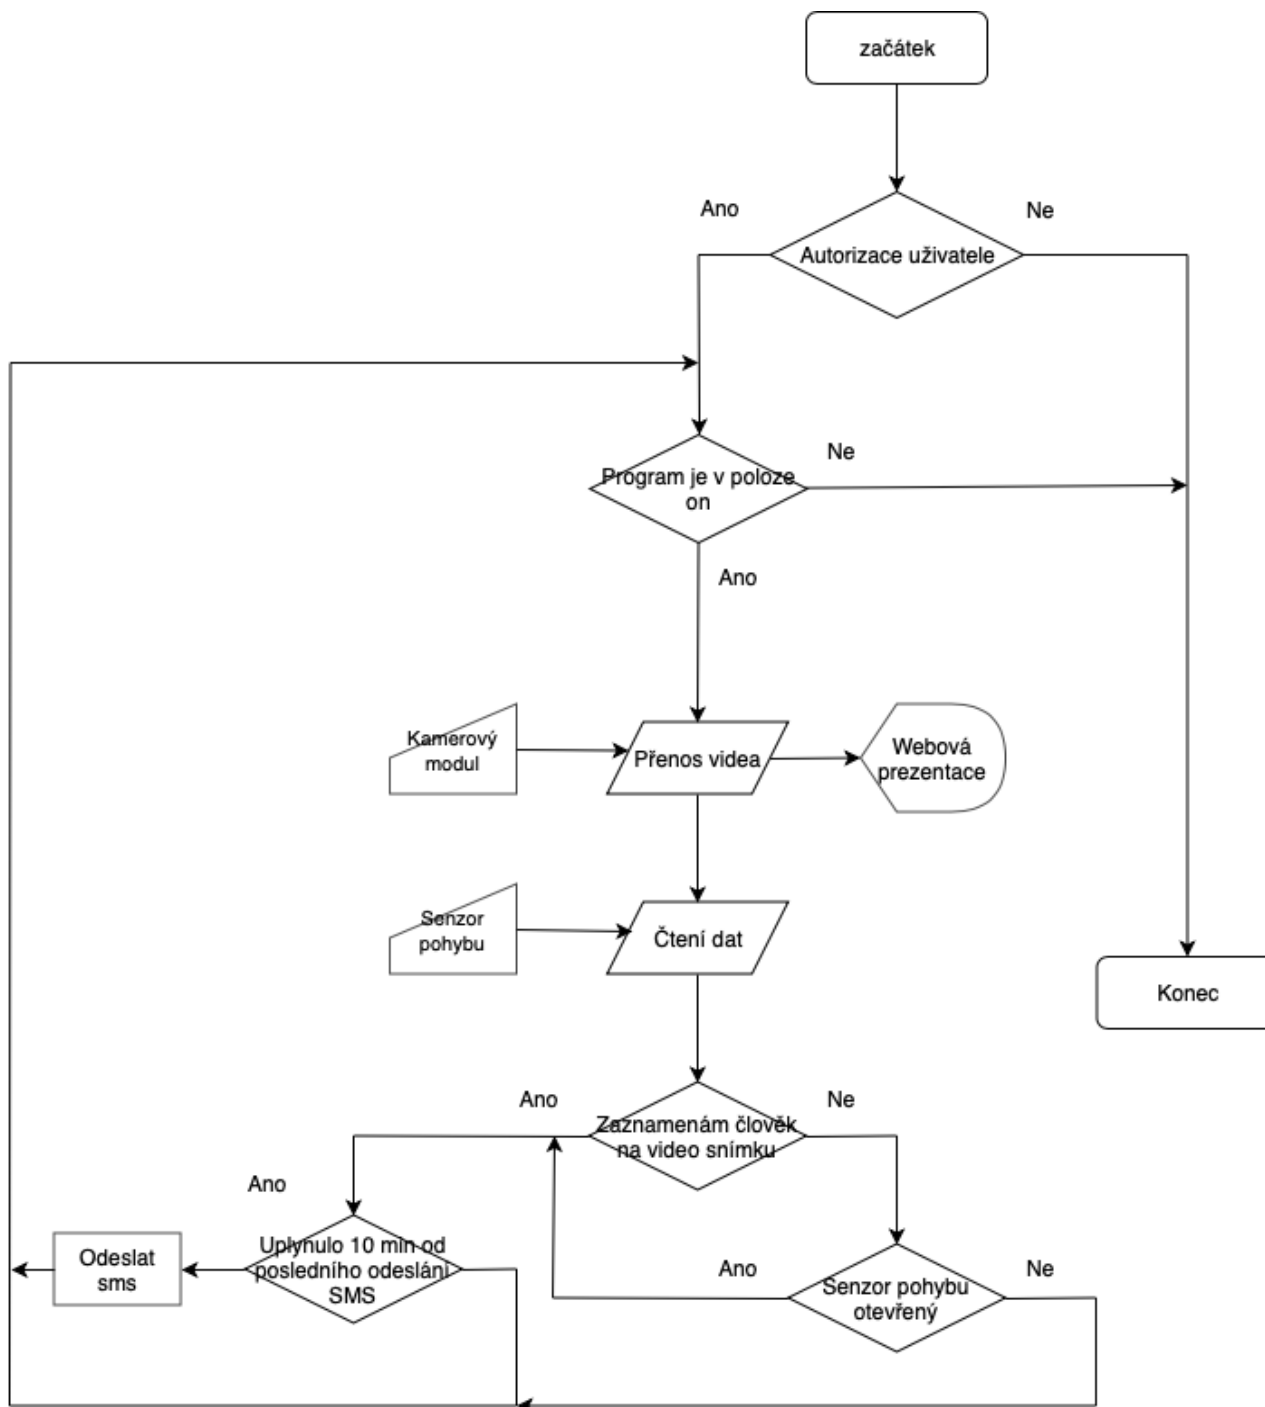 začátek
Ano
Ne
Autorizace uživatele
Ne
Program je v poloze
on
Ano
Kamerový
modul
Přenos videa
Webová
prezentace
Senzor
pohybu
Čtení dat
Konec
Ano
Ne
Zaznamenám člověk
na video snímku
Ano
Uplynulo 10 min od
posledního odeslání
SMS
Odeslat
sms
Ano
Ne
Senzor pohybu
otevřený